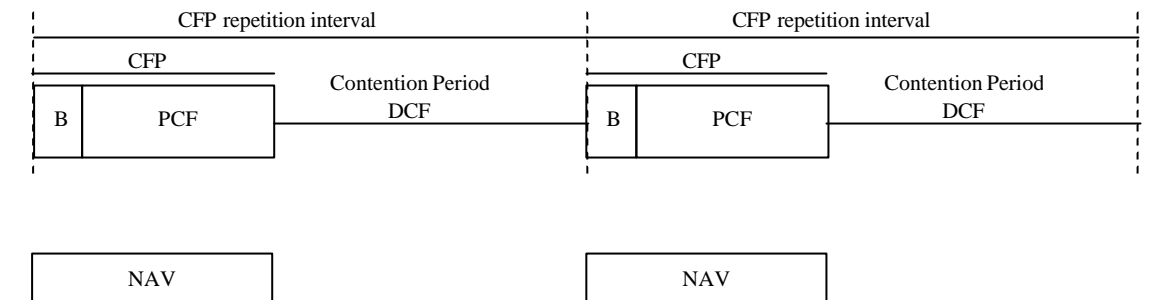 CFP repetition interval CFP repetition interval
CFP CFP
Contention Period Contention Period
B PCF DCF B PCF DCF
NAV NAV